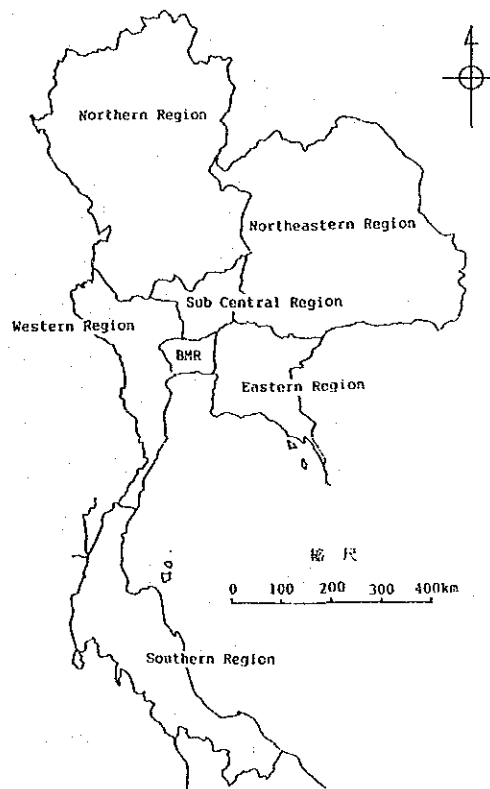 Northern Region
Northeastern Region
Sub Central Region
Western Region
BMR
Eastern Region
縮 尺
0 100 200 300 400km
Southern Region